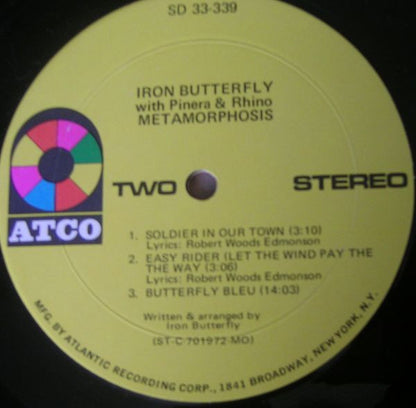 SD 33-339
IRON BUTTERFLY
with Pinera & Rhino
METAMORPHOSIS
TWO
STEREO
ATCO
1. SOLDIER IN OUR TOWN (3:10)
Lyrics: Robert Woods Edmonson
2. EASY RIDER (LET THE WIND PAY THE
THE WAY (3:06)
Lyrics: Robert Woods Edmonson
3. BUTTERFLY BLEU (14:03)
Written & arranged by
Iron Butterfly
(ST-C-701972-MO)
MFG. BY ATLANTIC RECORDING CORP., 1841 BROADWAY, NEW YORK, N.Y.